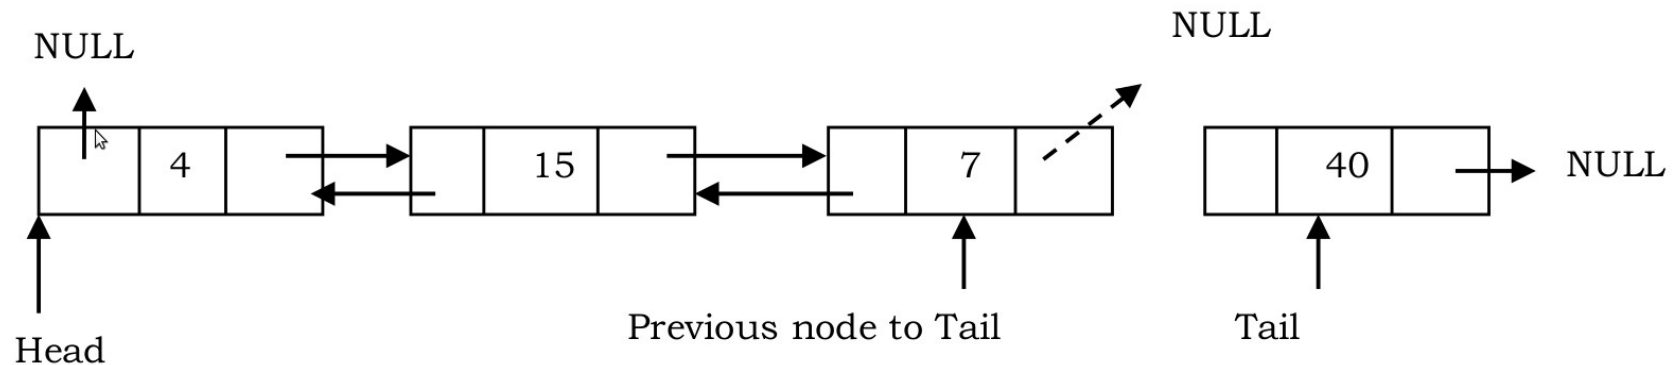 NULL
NULL
4
15
7
40
NULL
Previous node to Tail
Tail
Head